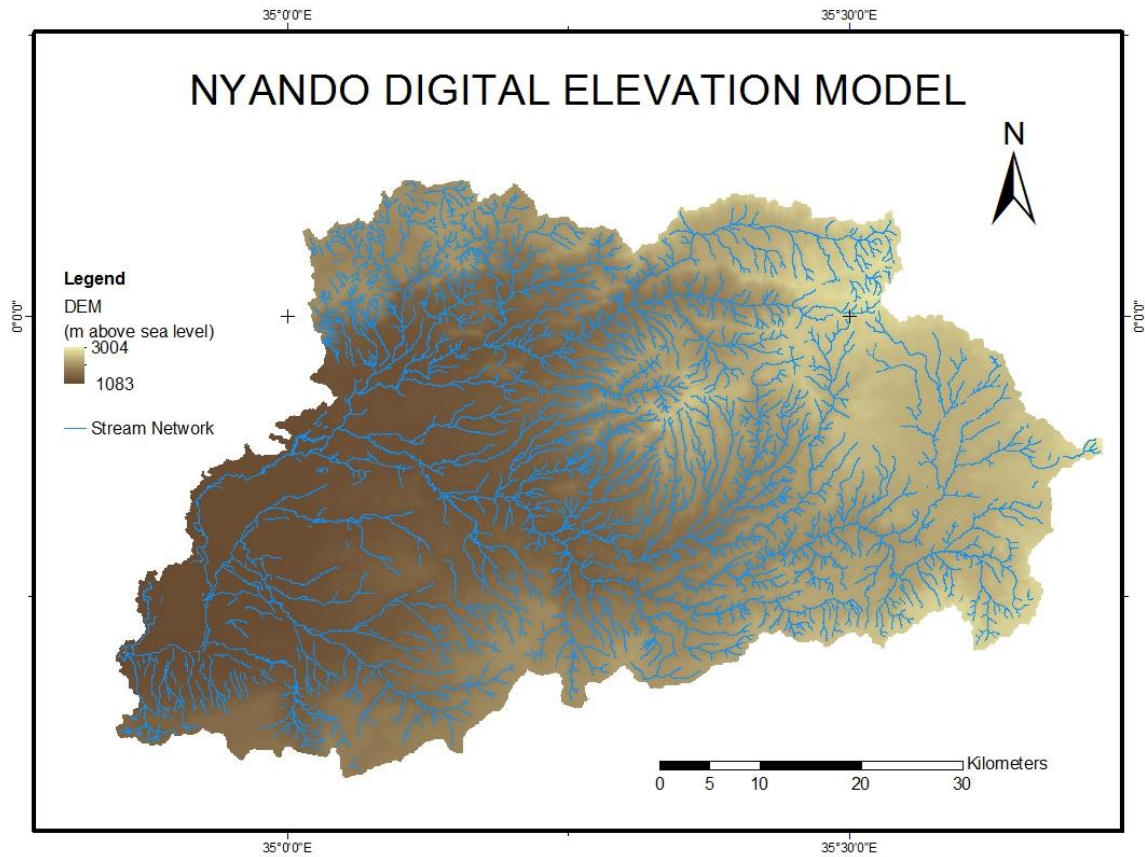 35°0'0"E 35°30'0"E
NYANDO DIGITAL ELEVATION MODEL
N
Legend
DEM
(m above sea level)
3004
1083
Stream Network
0°0'0"
0°0'0"
Kilometers
0 5 10 20 30
35°0'0"E 35°30'0"E